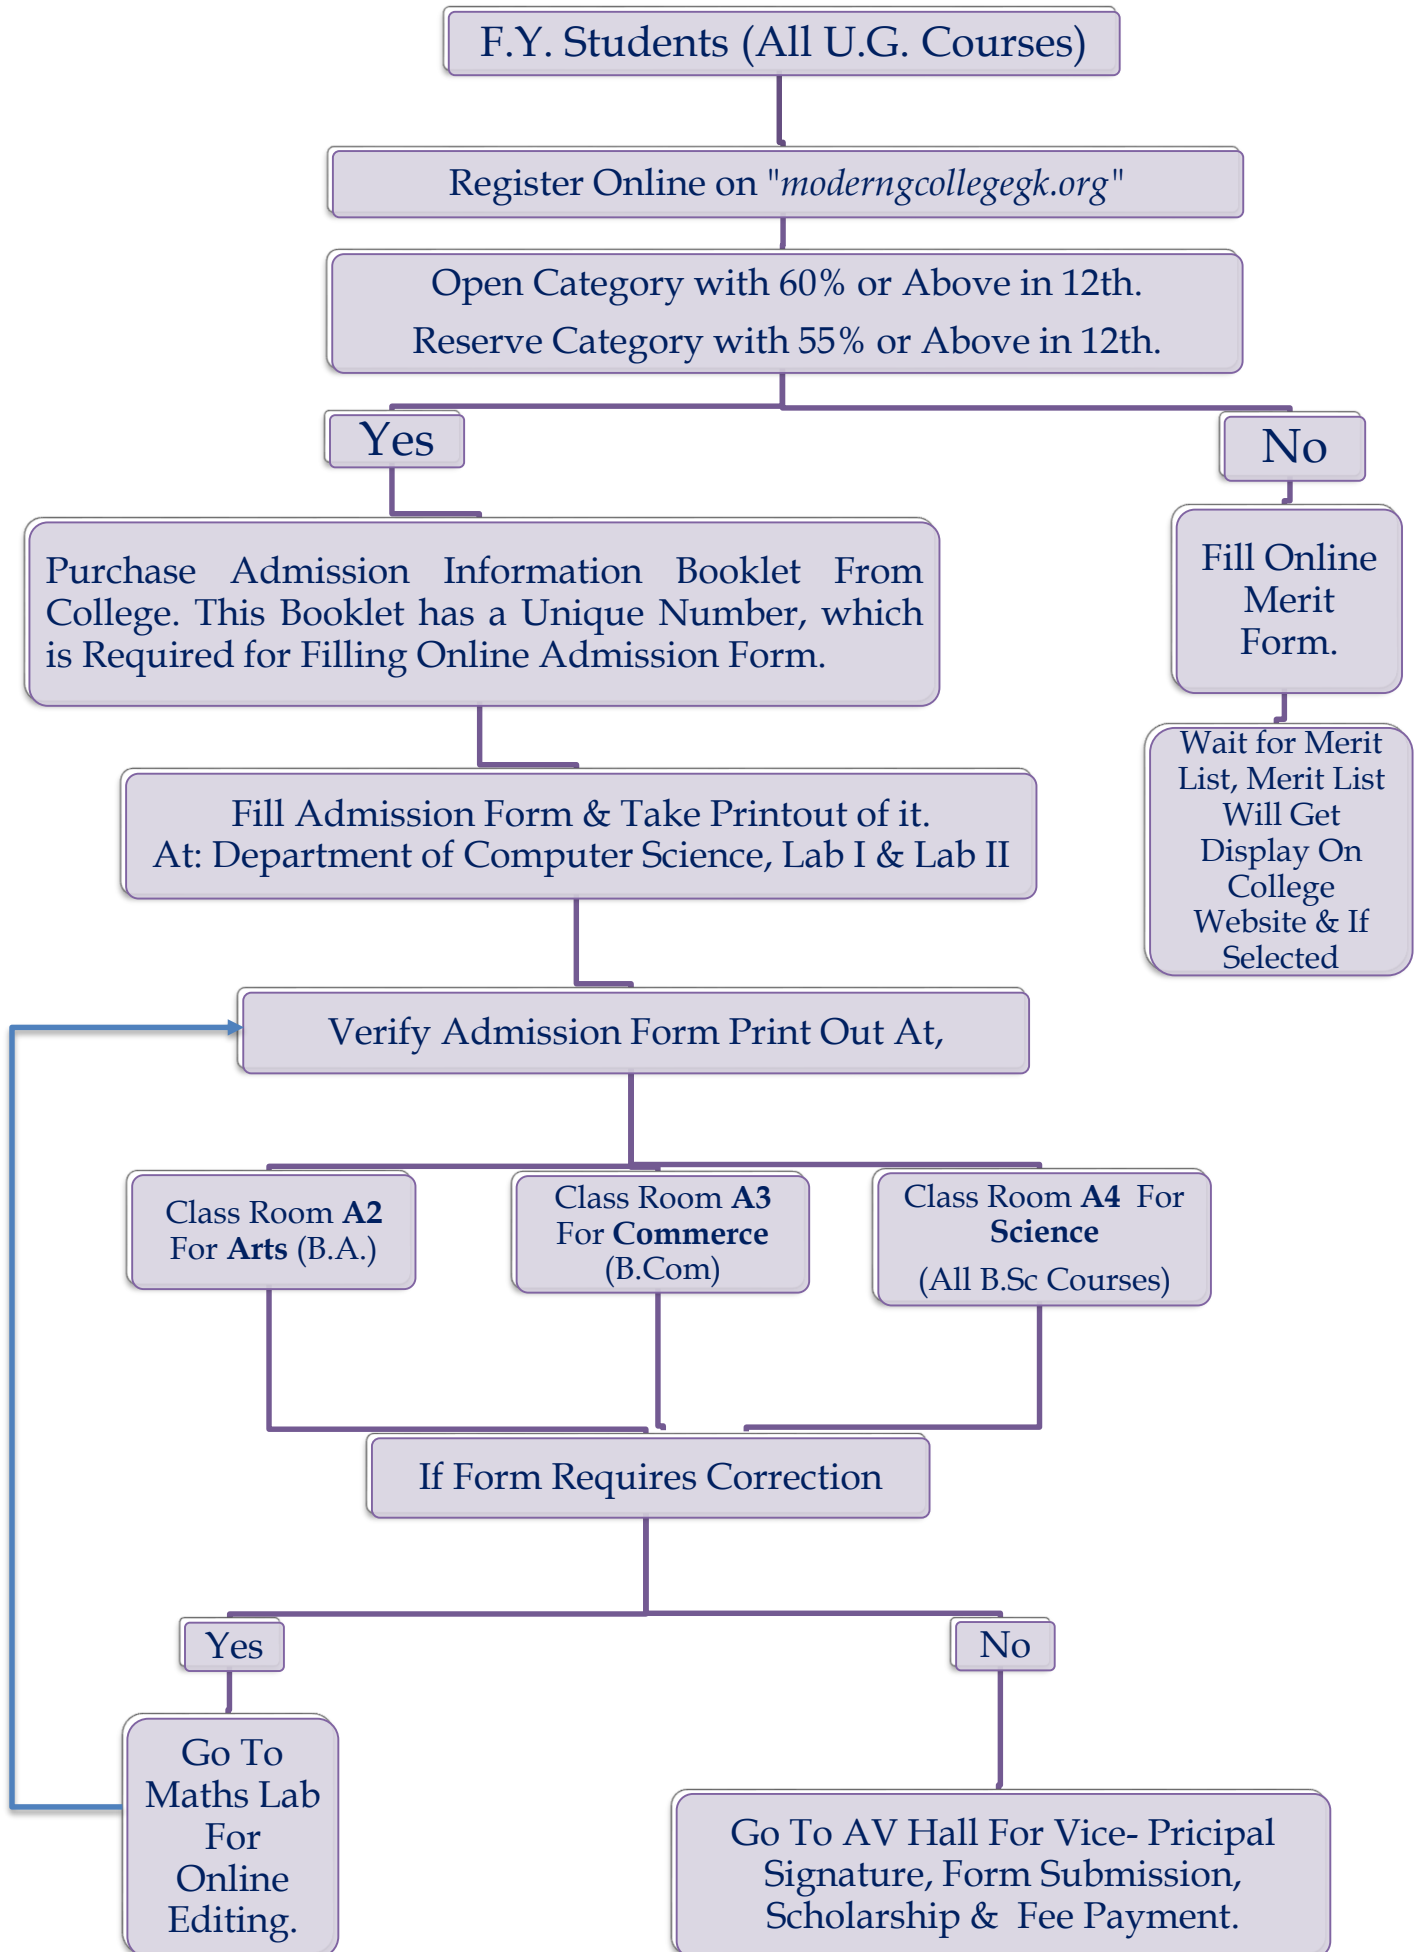 F.Y. Students (All U.G. Courses)
Register Online on "moderngcollegegk.org"
Open Category with 60% or Above in 12th.
Reserve Category with 55% or Above in 12th.
Yes
No
Purchase Admission Information Booklet From
College. This Booklet has a Unique Number, which
is Required for Filling Online Admission Form.
Fill Online
Merit
Form.
Wait for Merit
List, Merit List
Will Get
Display On
College
Website & If
Selected
Fill Admission Form & Take Printout of it.
At: Department of Computer Science, Lab I & Lab II
Verify Admission Form Print Out At,
Class Room A2
For Arts (B.A.)
Class Room A3
For Commerce
(B.Com)
Class Room A4 For
Science
(All B.Sc Courses)
If Form Requires Correction
Yes
No
Go To
Maths Lab
For
Online
Editing.
Go To AV Hall For Vice- Pricipal
Signature, Form Submission,
Scholarship & Fee Payment.